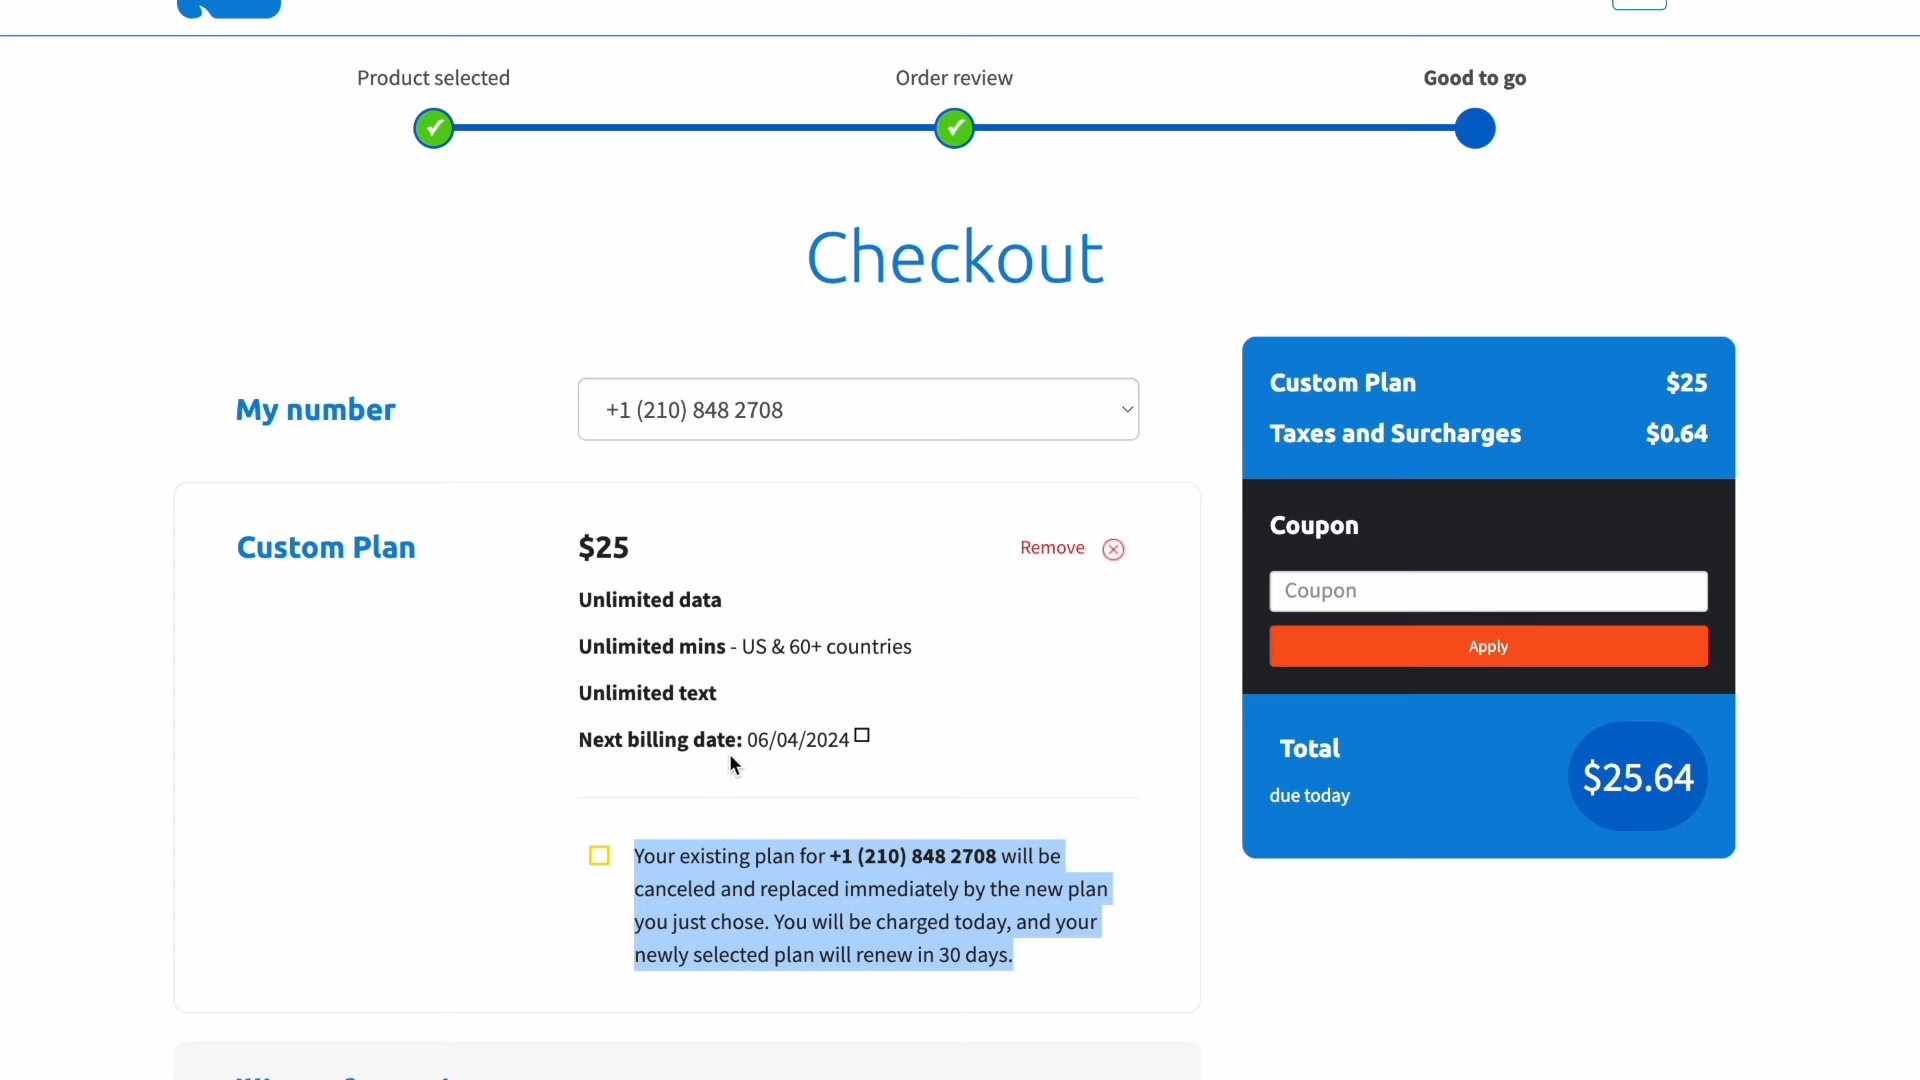 Product selected
Order review
Good to go
Checkout
My number
+1 (210) 848 2708
Custom Plan
$25
Remove
Unlimited data
Unlimited mins - US & 60+ countries
Unlimited text
Next billing date: 06/04/2024
Your existing plan for +1 (210) 848 2708 will be
canceled and replaced immediately by the new plan
you just chose. You will be charged today, and your
newly selected plan will renew in 30 days.
Custom Plan $25
Taxes and Surcharges $0.64
Coupon
Coupon
Apply
Total
due today
$25.64